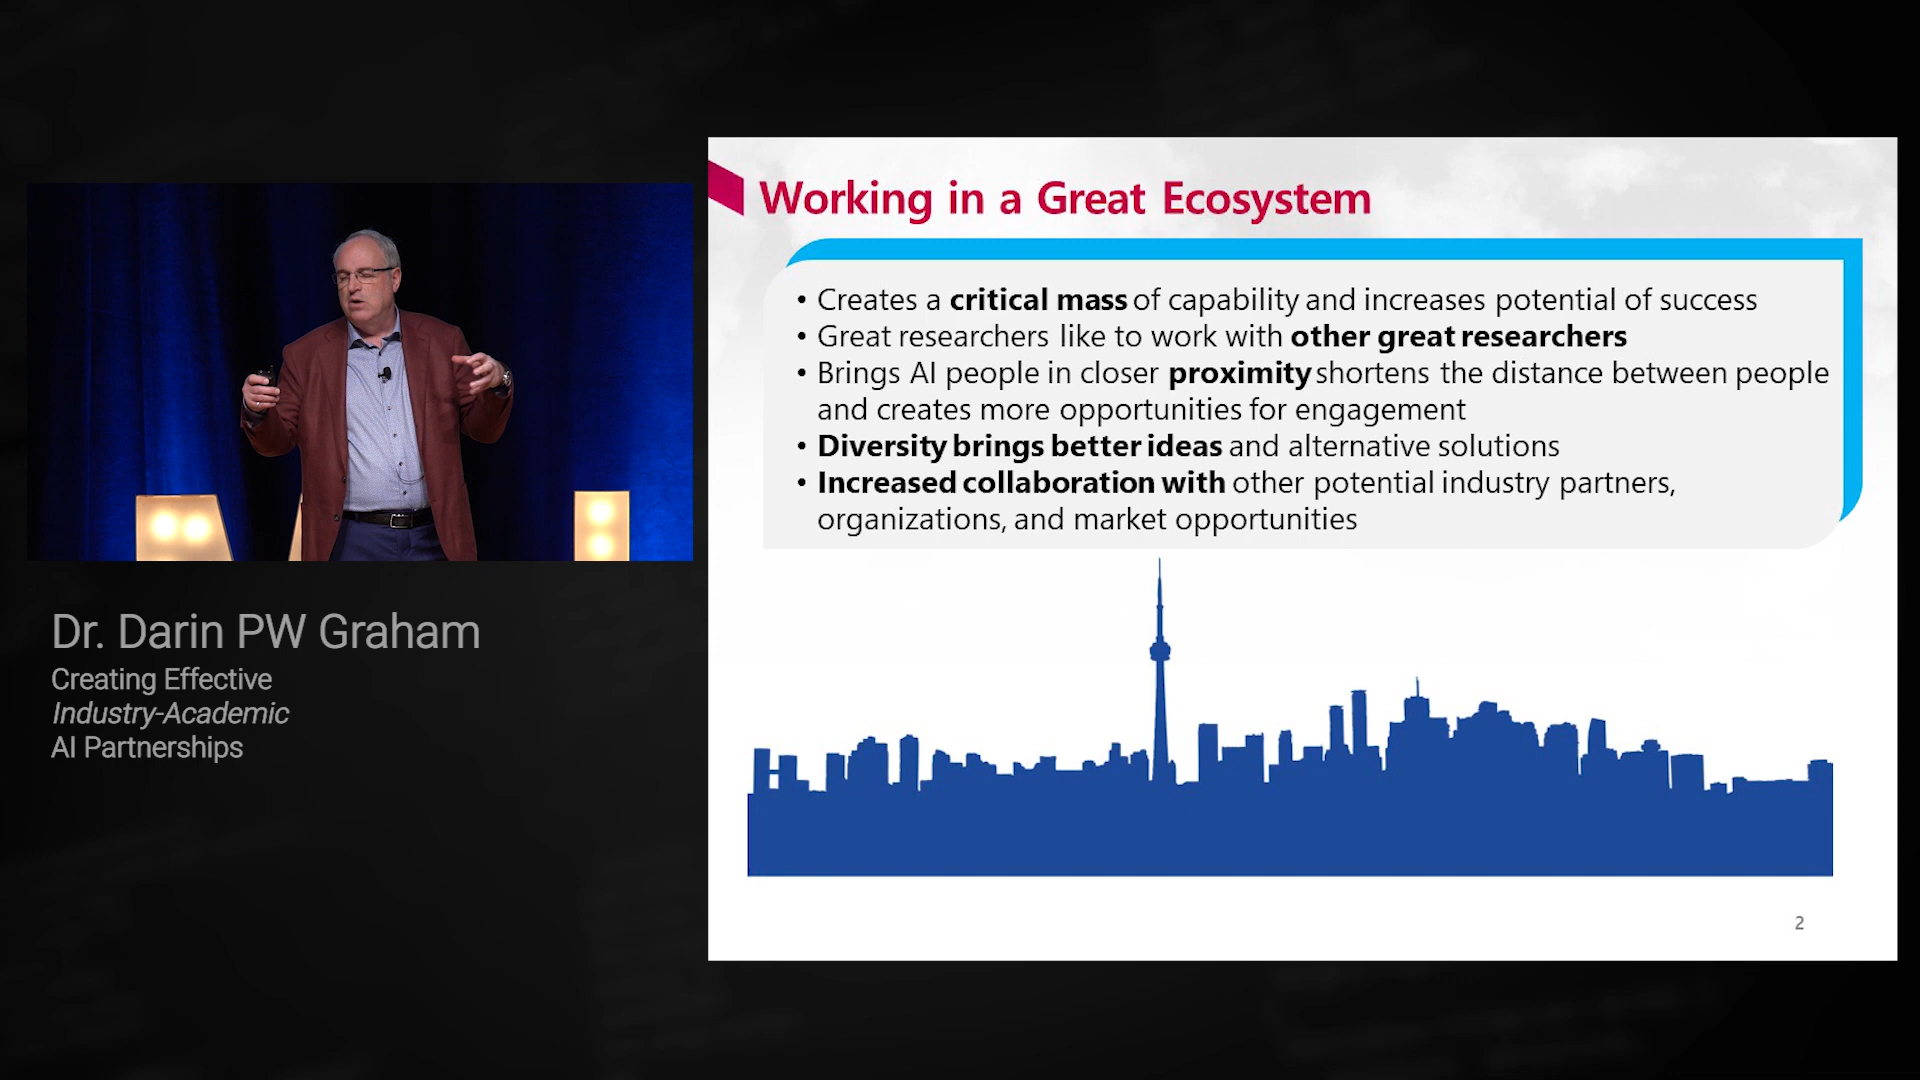 Dr. Darin PW Graham
Creating Effective
Industry-Academic
AI Partnerships
Working in a Great Ecosystem
• Creates a critical mass of capability and increases potential of success
• Great researchers like to work with other great researchers
• Brings AI people in closer proximity shortens the distance between people
and creates more opportunities for engagement
• Diversity brings better ideas and alternative solutions
• Increased collaboration with other potential industry partners,
organizations, and market opportunities
2